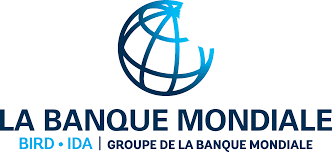 LA BANQUE MONDIALE
BIRD • IDA | GROUPE DE LA BANQUE MONDIALE